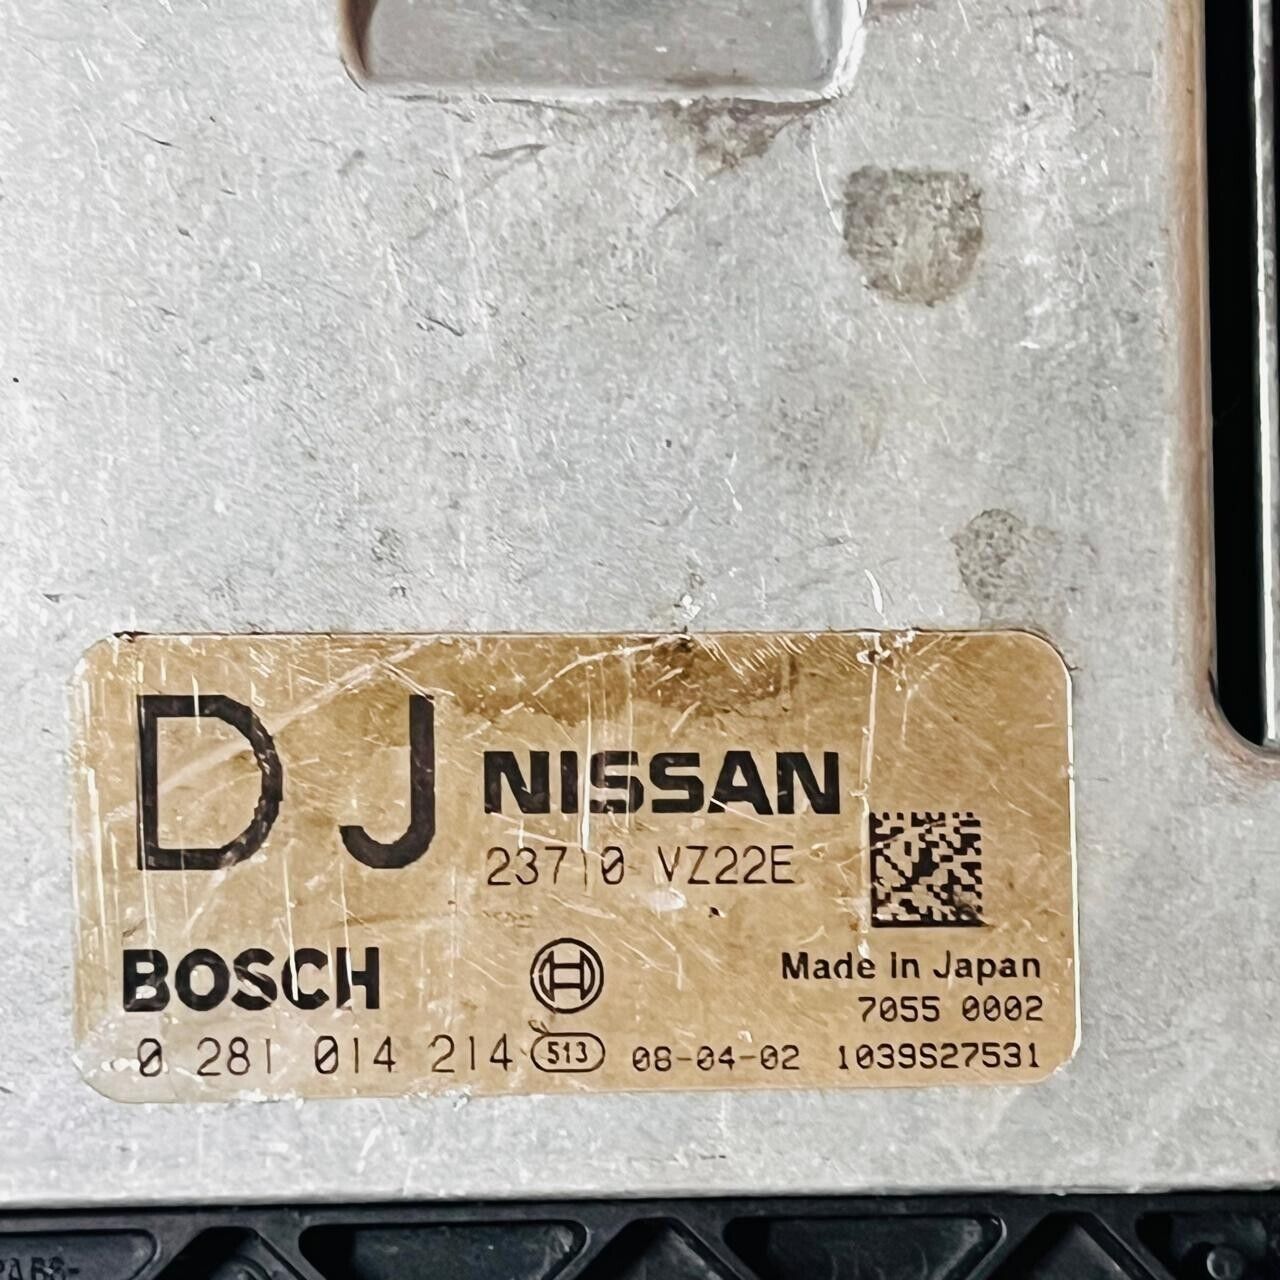 DJ NISSAN
23710 VZ22E
BOSCH
Made in Japan
7055 0002
0 281 014 214 513 08-04-02 1039S27531